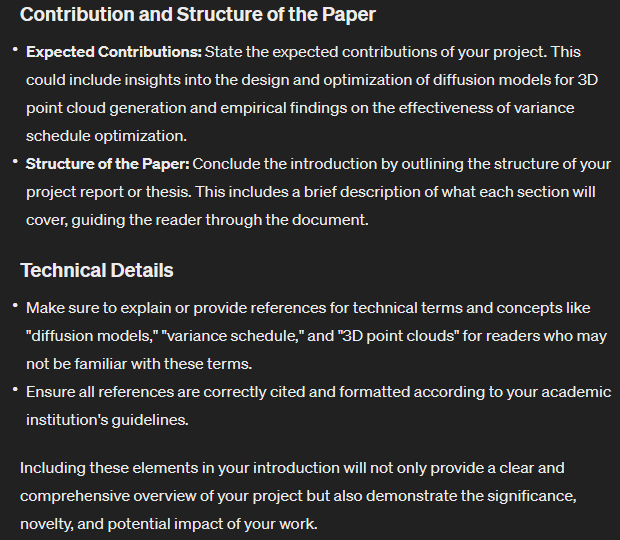 Contribution and Structure of the Paper
• Expected Contributions: State the expected contributions of your project. This
could include insights into the design and optimization of diffusion models for 3D
point cloud generation and empirical findings on the effectiveness of variance
schedule optimization.
• Structure of the Paper: Conclude the introduction by outlining the structure of your
project report or thesis. This includes a brief description of what each section will
cover, guiding the reader through the document.
Technical Details
• Make sure to explain or provide references for technical terms and concepts like
"diffusion models," "variance schedule," and "3D point clouds" for readers who may
not be familiar with these terms.
• Ensure all references are correctly cited and formatted according to your academic
institution's guidelines.
Including these elements in your introduction will not only provide a clear and
comprehensive overview of your project but also demonstrate the significance,
novelty, and potential impact of your work.